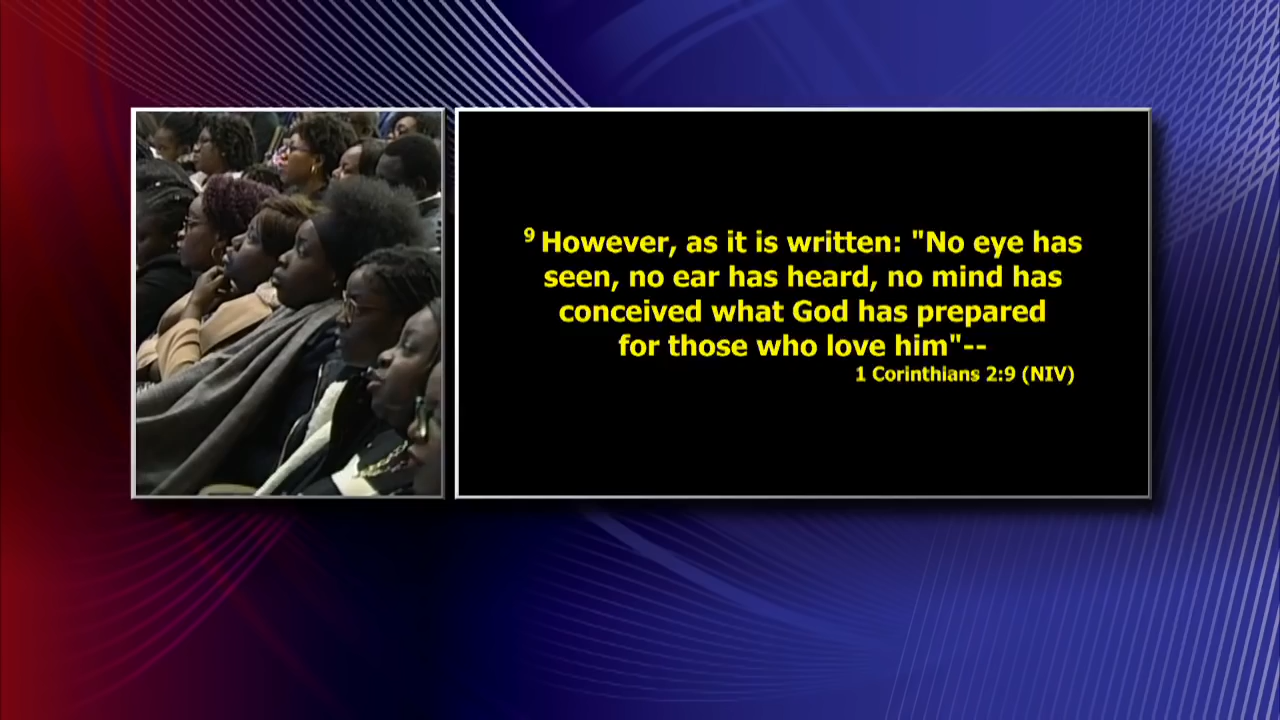 9 However, as it is written: "No eye has
seen, no ear has heard, no mind has
conceived what God has prepared
for those who love him"--
1 Corinthians 2:9 (NIV)